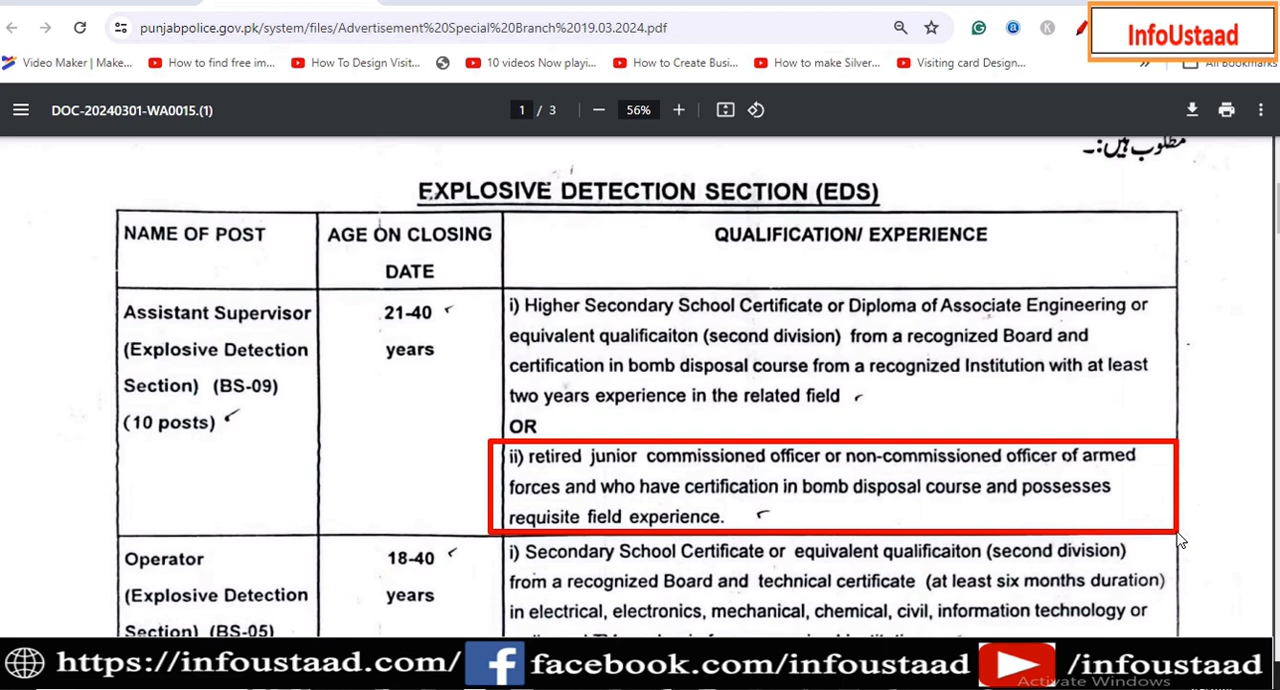 punjabpolice.gov.pk/system/files/Advertisement%20Special%20Branch%2019.03.2024.pdf
InfoUstaad
Video Maker | Make...
How to find free im...
How To Design Visit...
10 videos Now playi...
How to Create Busi...
How to make Silver...
Visiting card Design...
All Bookmarks
DOC-20240301-WA0015.(1)
1 / 3
56%
مطلوب ہیں:۔
EXPLOSIVE DETECTION SECTION (EDS)
NAME OF POST
AGE ON CLOSING
DATE
QUALIFICATION/ EXPERIENCE
Assistant Supervisor
(Explosive Detection
Section) (BS-09)
(10 posts)
21-40
years
i) Higher Secondary School Certificate or Diploma of Associate Engineering or
equivalent qualificaiton (second division) from a recognized Board and
certification in bomb disposal course from a recognized Institution with at least
two years experience in the related field
OR
ii) retired junior commissioned officer or non-commissioned officer of armed
forces and who have certification in bomb disposal course and possesses
requisite field experience.
Operator
(Explosive Detection
Section) (BS-05)
18-40
years
i) Secondary School Certificate or equivalent qualificaiton (second division)
from a recognized Board and technical certificate (at least six months duration)
in electrical, electronics, mechanical, chemical, civil, information technology or
https://infoustaad.com/
facebook.com/infoustaad
/infoustaad
Activate Windows